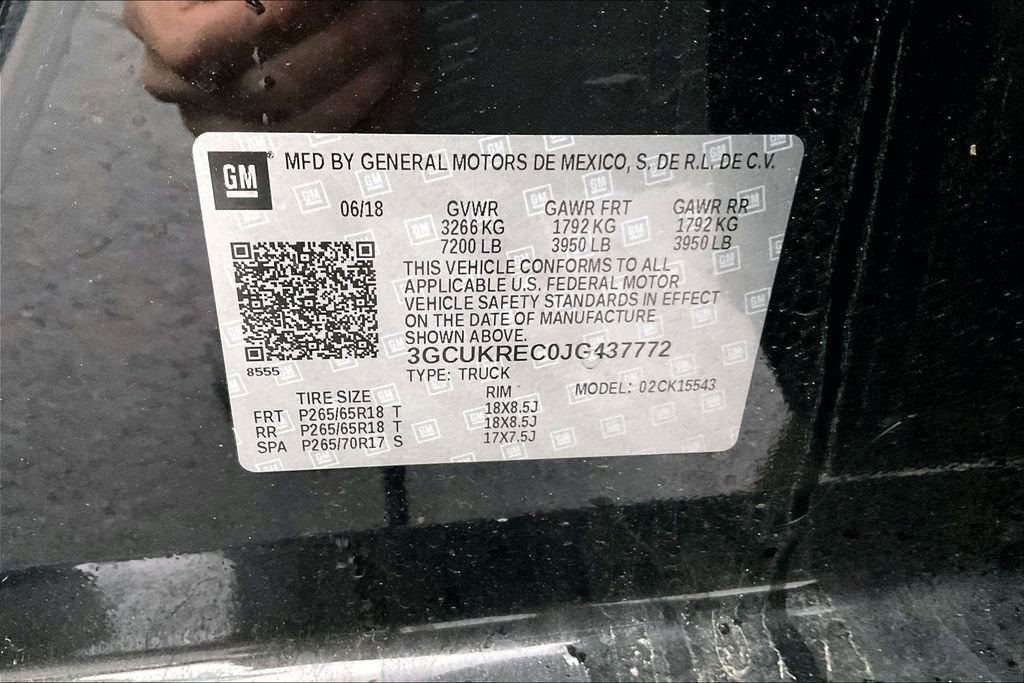 GM MFD BY GENERAL MOTORS DE MEXICO, S. DE R.L. DE C.V.
06/18 GVWR GAWR FRT GAWR RR
3266 KG 1792 KG 1792 KG
7200 LB 3950 LB 3950 LB
THIS VEHICLE CONFORMS TO ALL
APPLICABLE U.S. FEDERAL MOTOR
VEHICLE SAFETY STANDARDS IN EFFECT
ON THE DATE OF MANUFACTURE
SHOWN ABOVE.
3GCUKREC0JG437772
8555 TYPE: TRUCK
TIRE SIZE RIM MODEL: 02CK15543
FRT P265/65R18 T 18X8.5J
RR P265/65R18 T 18X8.5J
SPA P265/70R17 S 17X7.5J